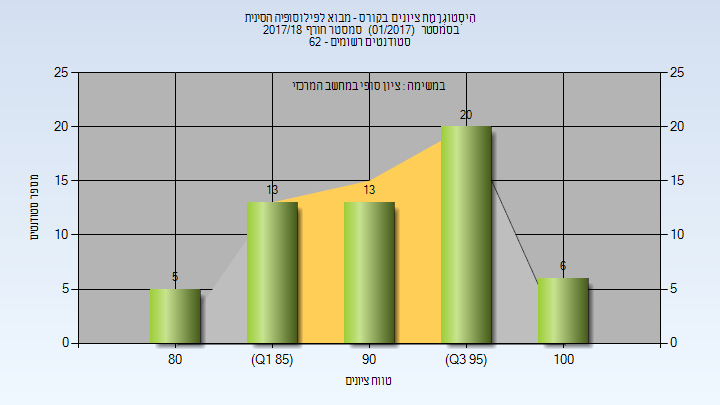 היסטוגרמת ציונים בקורס - מבוא לפילוסופיה הסינית
בסמסטר (01/2017) סמסטר חורף 2017/18
סטודנטים רשומים - 62
במשימה : ציון סופי במחשב המרכזי
25 25
20 20
15 15
10 10
5 5
0 0
מספר סטודנטים
5 13 13 20 6
80 (Q1 85) 90 (Q3 95) 100
טווח ציונים